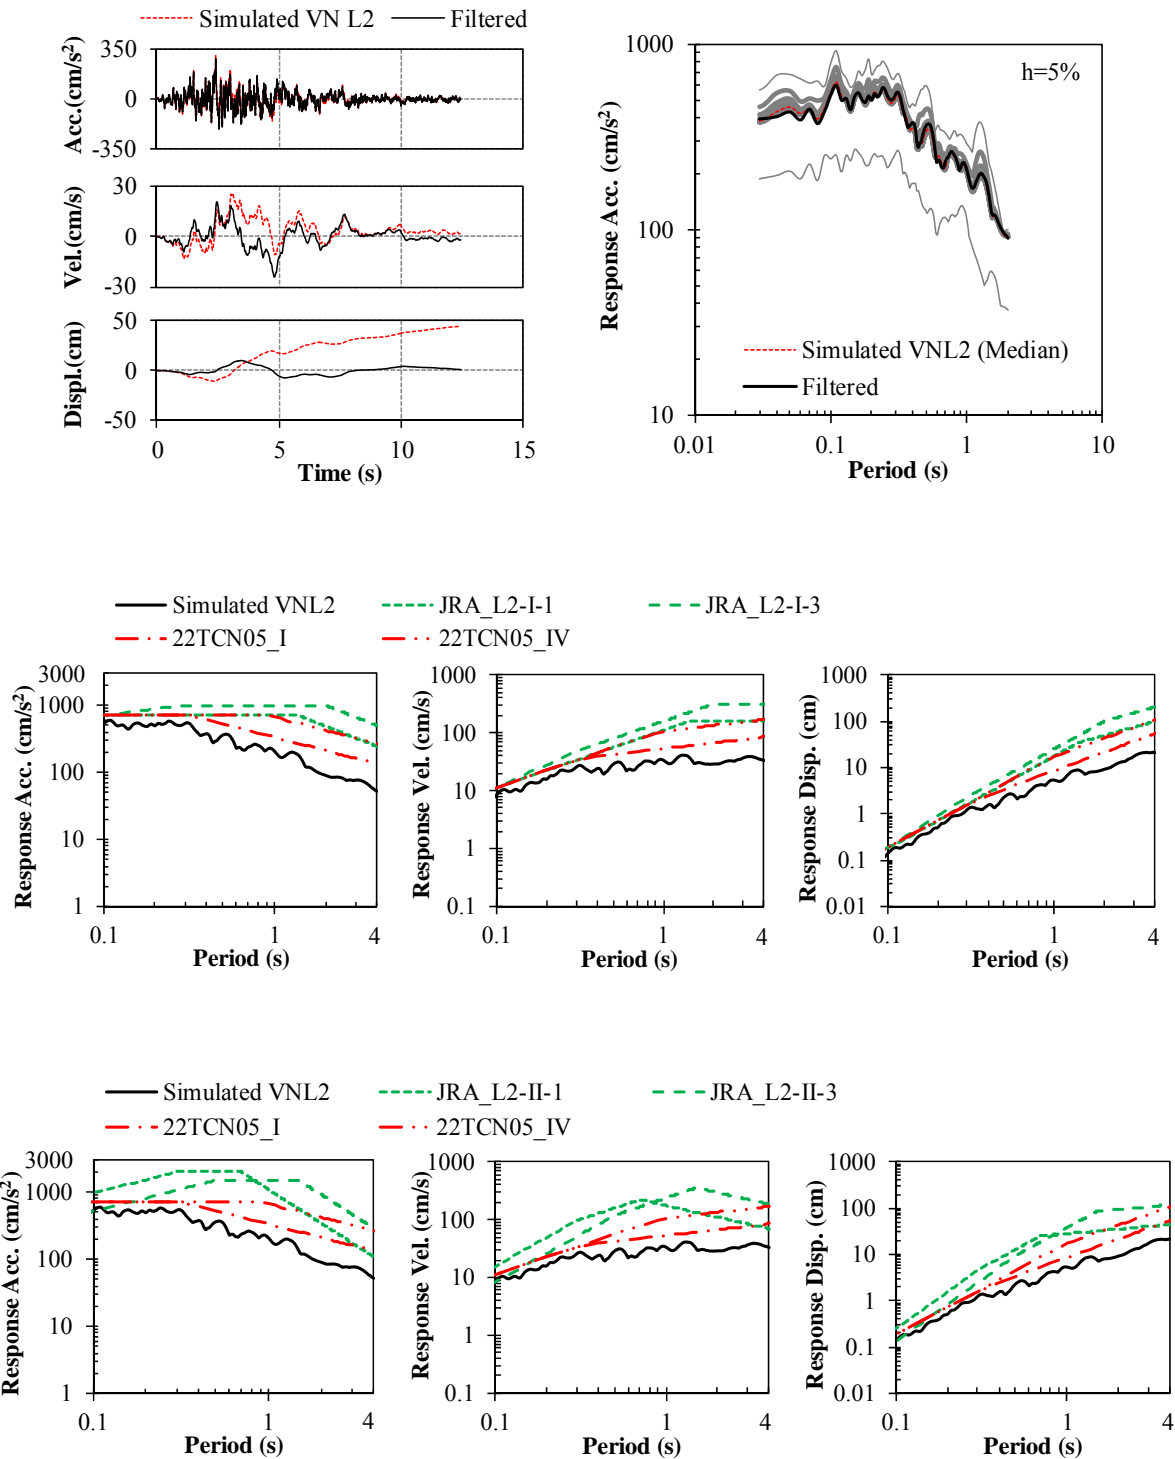 Simulated VN L2 Filtered
350
0
-350
Acc.(cm/s²)
30
0
-30
Vel.(cm/s)
50
0
-50
Displ.(cm)
0 5 10 15
Time (s)
1000
100
10
Response Acc. (cm/s²)
h=5%
Simulated VNL2 (Median)
Filtered
0.01 0.1 1 10
Period (s)
Simulated VNL2 JRA_L2-I-1 JRA_L2-I-3
22TCN05_I 22TCN05_IV
3000
1000
100
10
1
Response Acc. (cm/s²)
0.1 1 4
Period (s)
1000
100
10
1
0.1
Response Vel. (cm/s)
0.1 1 4
Period (s)
1000
100
10
1
0.1
0.01
Response Disp. (cm)
0.1 1 4
Period (s)
Simulated VNL2 JRA_L2-II-1 JRA_L2-II-3
22TCN05_I 22TCN05_IV
3000
1000
100
10
1
Response Acc. (cm/s²)
0.1 1 4
Period (s)
1000
100
10
1
0.1
Response Vel. (cm/s)
0.1 1 4
Period (s)
1000
100
10
1
0.1
0.01
Response Disp. (cm)
0.1 1 4
Period (s)